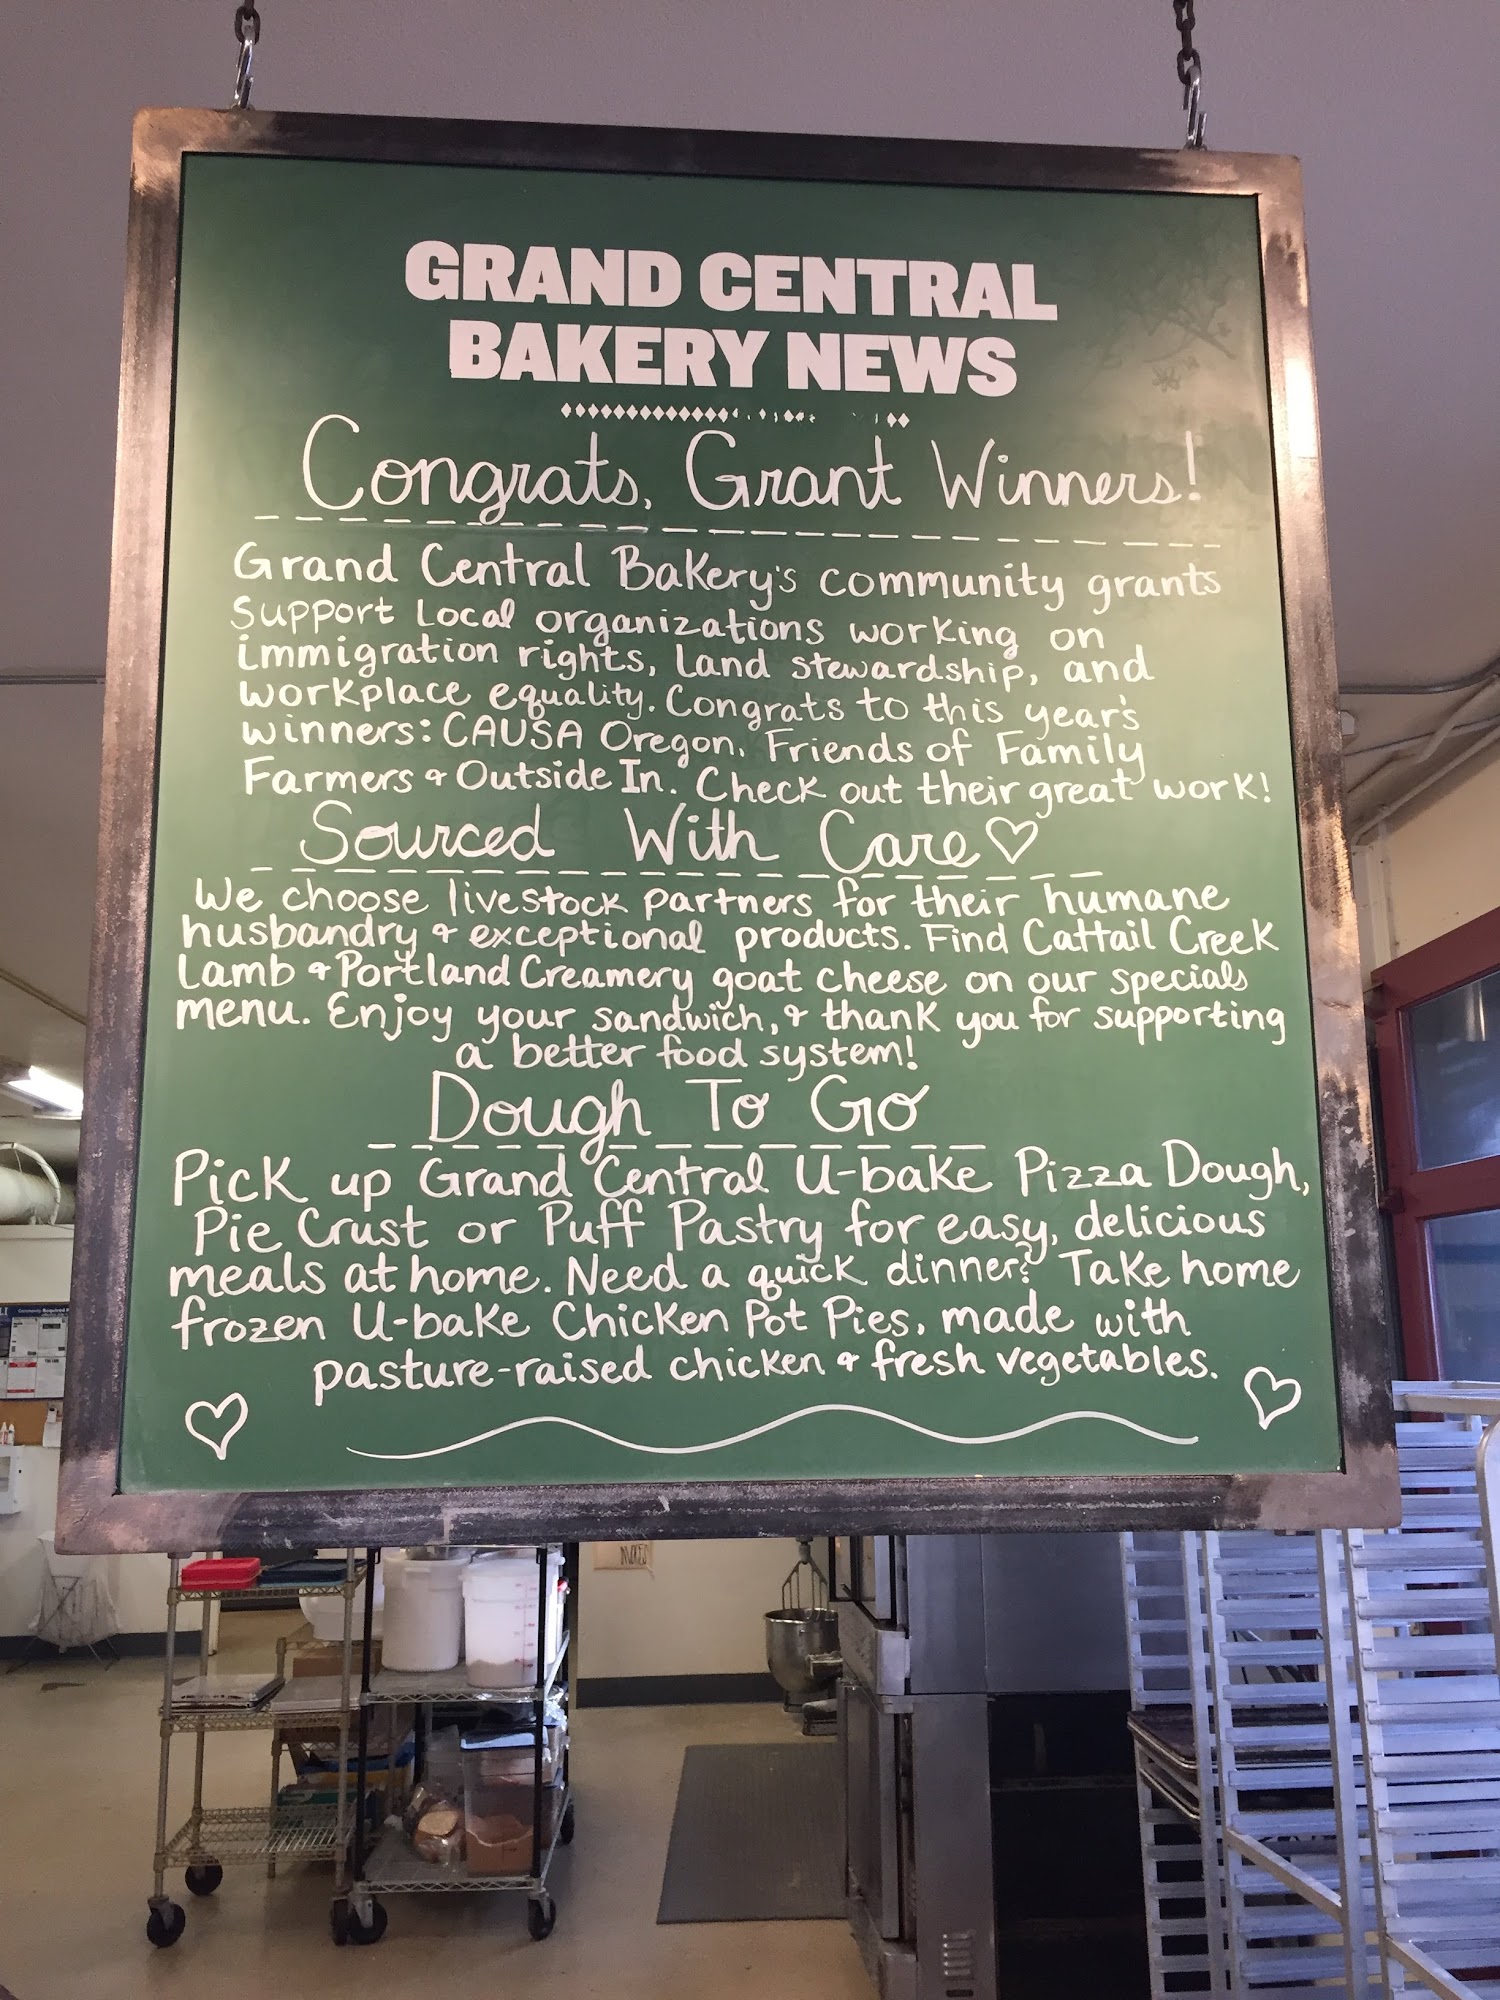 GRAND CENTRAL
BAKERY NEWS
Congrats, Grant Winners!
Grand Central Bakery's community grants
support local organizations working on
immigration rights, land stewardship, and
workplace equality. Congrats to this year's
winners: CAUSA Oregon, Friends of Family
Farmers & Outside In. Check out their great work!
Sourced With Care♡
We choose livestock partners for their humane
husbandry & exceptional products. Find Cattail Creek
Lamb & Portland Creamery goat cheese on our specials
menu. Enjoy your sandwich, & thank you for supporting
a better food system!
Dough To Go
Pick up Grand Central U-bake Pizza Dough,
Pie Crust or Puff Pastry for easy, delicious
meals at home. Need a quick dinner? Take home
frozen U-bake Chicken Pot Pies, made with
pasture-raised chicken & fresh vegetables.